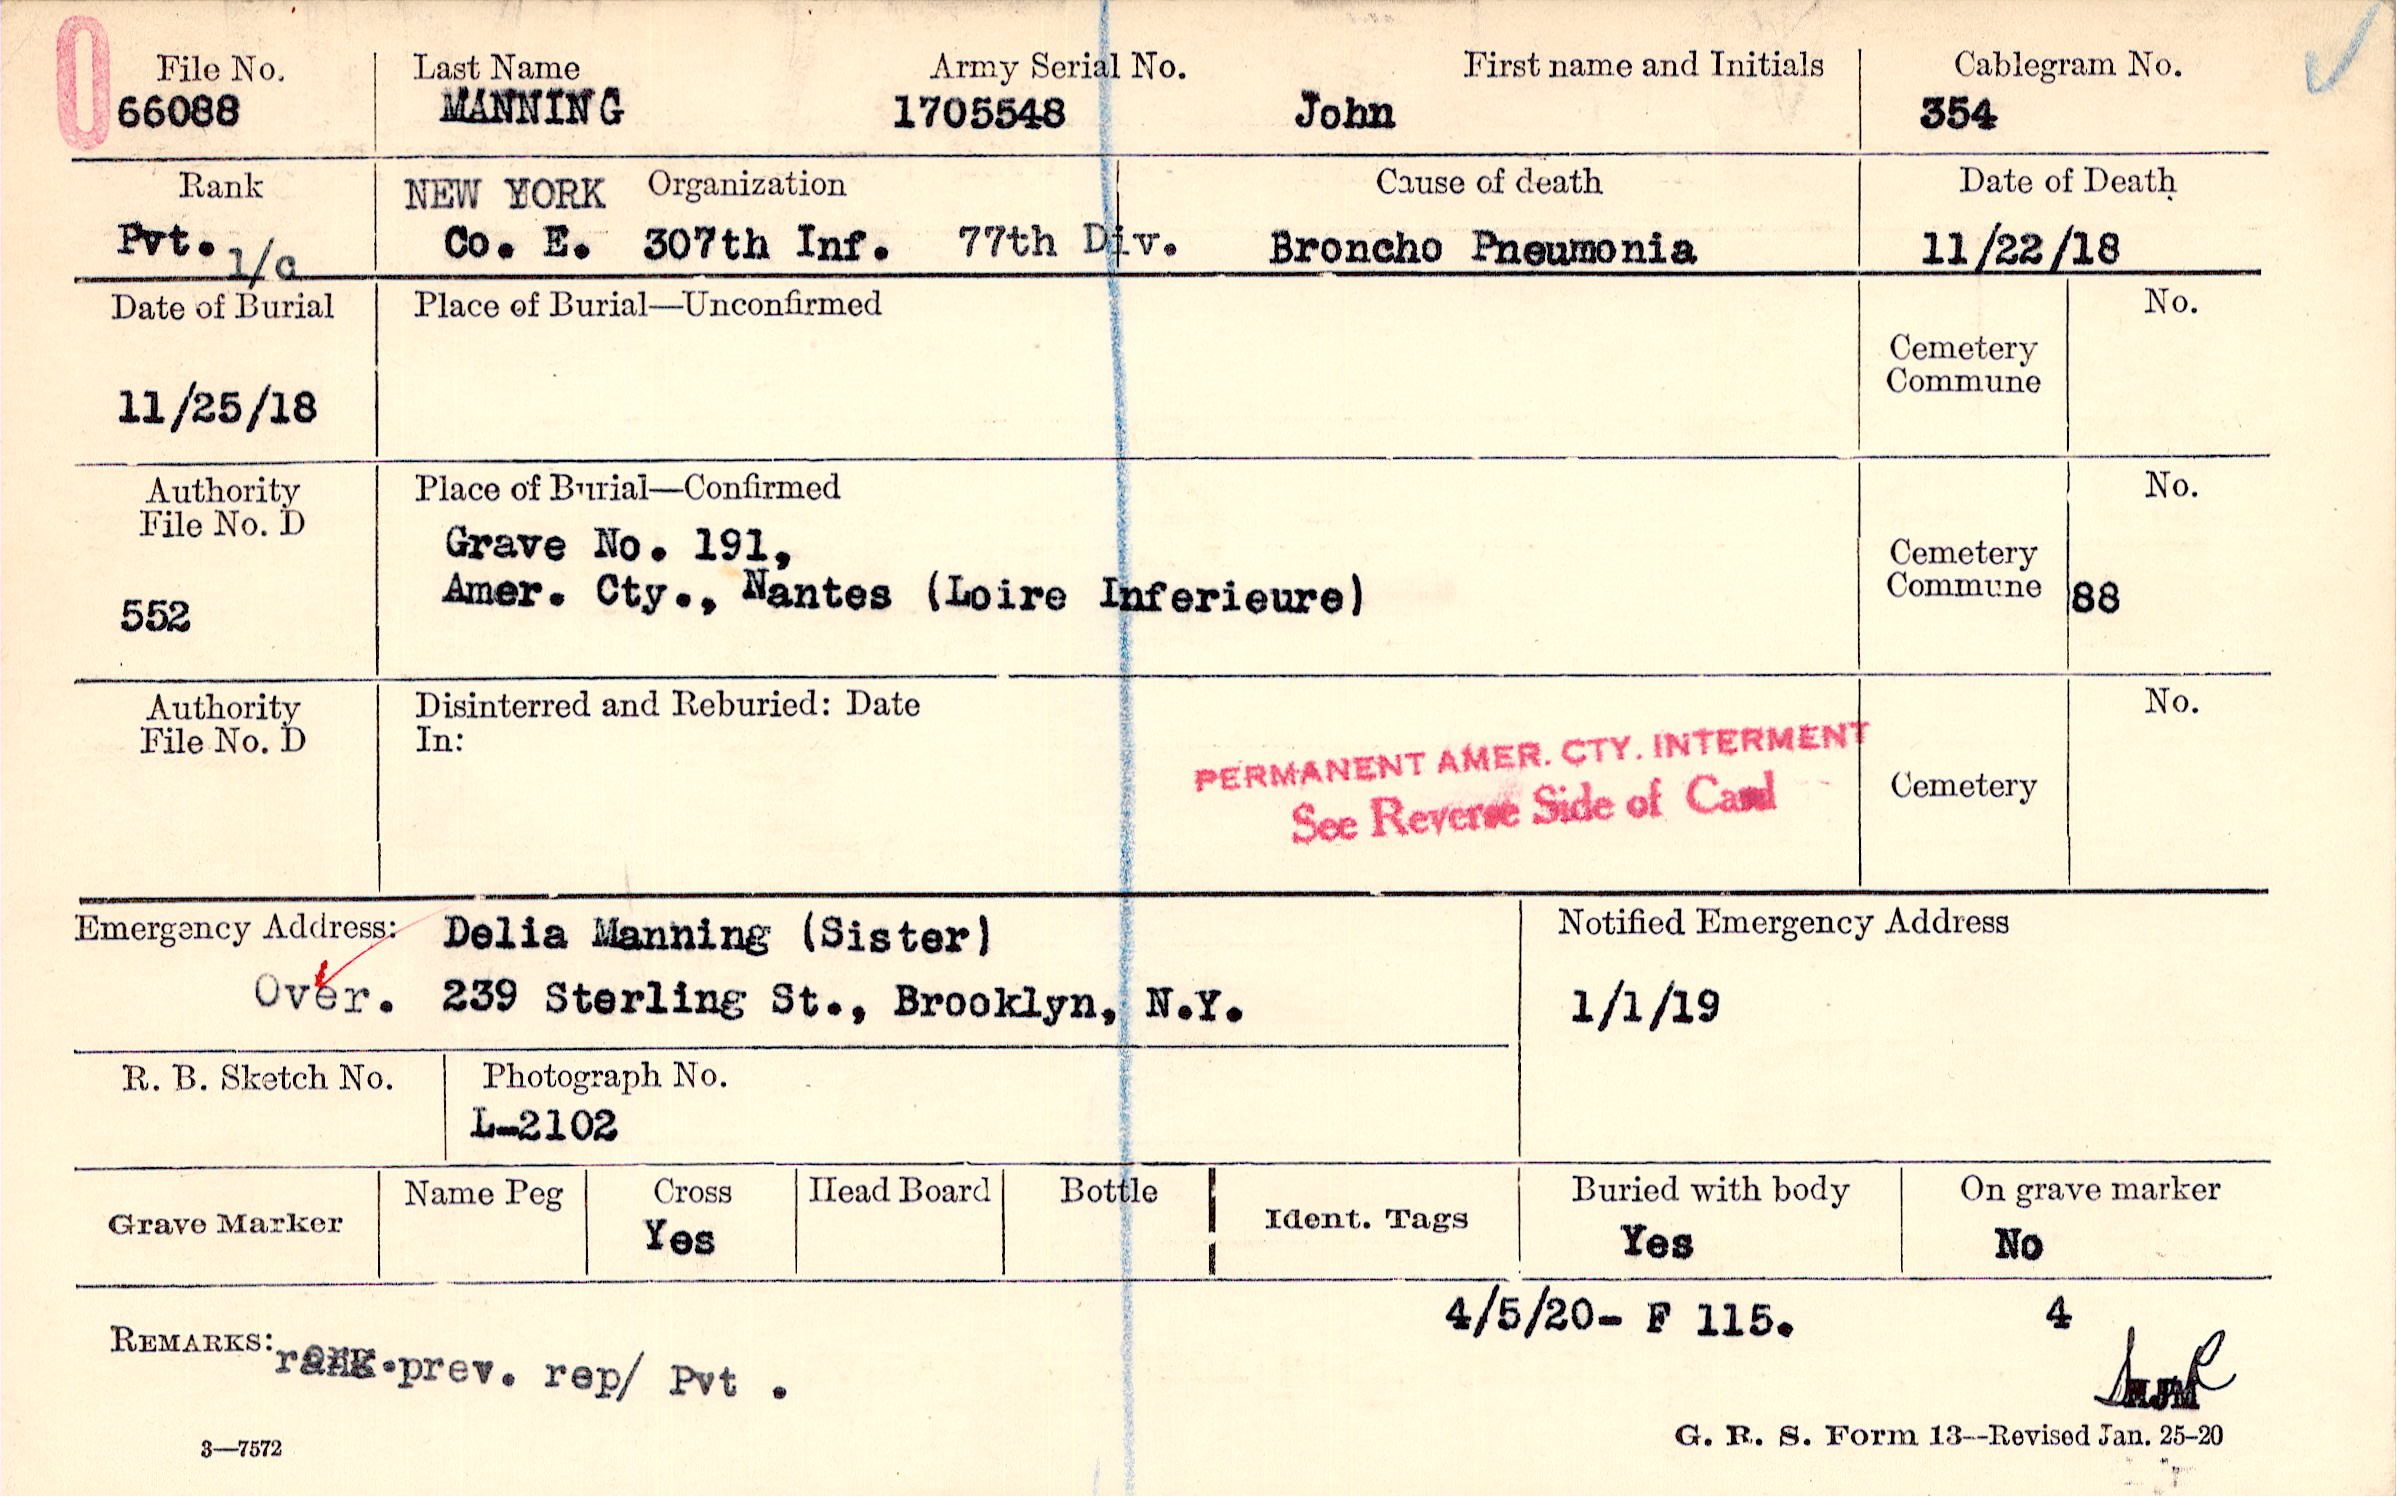 0
File No. Last Name Army Serial No. First name and Initials Cablegram No.
66088 MANNING 1705548 John 354
Rank NEW YORK Organization Cause of death Date of Death
Pvt. 1/c Co. E. 307th Inf. 77th Div. Broncho Pneumonia 11/22/18
Date of Burial Place of Burial—Unconfirmed No.
Cemetery
Commune
11/25/18
Authority Place of Burial—Confirmed No.
File No. D
Grave No. 191,
Cemetery
Amer. Cty., Nantes (Loire Inferieure) Commune 88
552
Authority Disinterred and Reburied: Date No.
File No. D In:
PERMANENT AMER. CTY. INTERMENT
See Reverse Side of Card
Cemetery
Emergency Address: Delia Manning (Sister) Notified Emergency Address
Over. 239 Sterling St., Brooklyn, N.Y. 1/1/19
R. B. Sketch No. Photograph No.
L-2102
Grave Marker Name Peg Cross Head Board Bottle Ident. Tags Buried with body On grave marker
Yes Yes No
4/5/20- F 115. 4
REMARKS: rank.prev. rep/ Pvt .
3—7572 G. R. S. Form 13—Revised Jan. 25-20